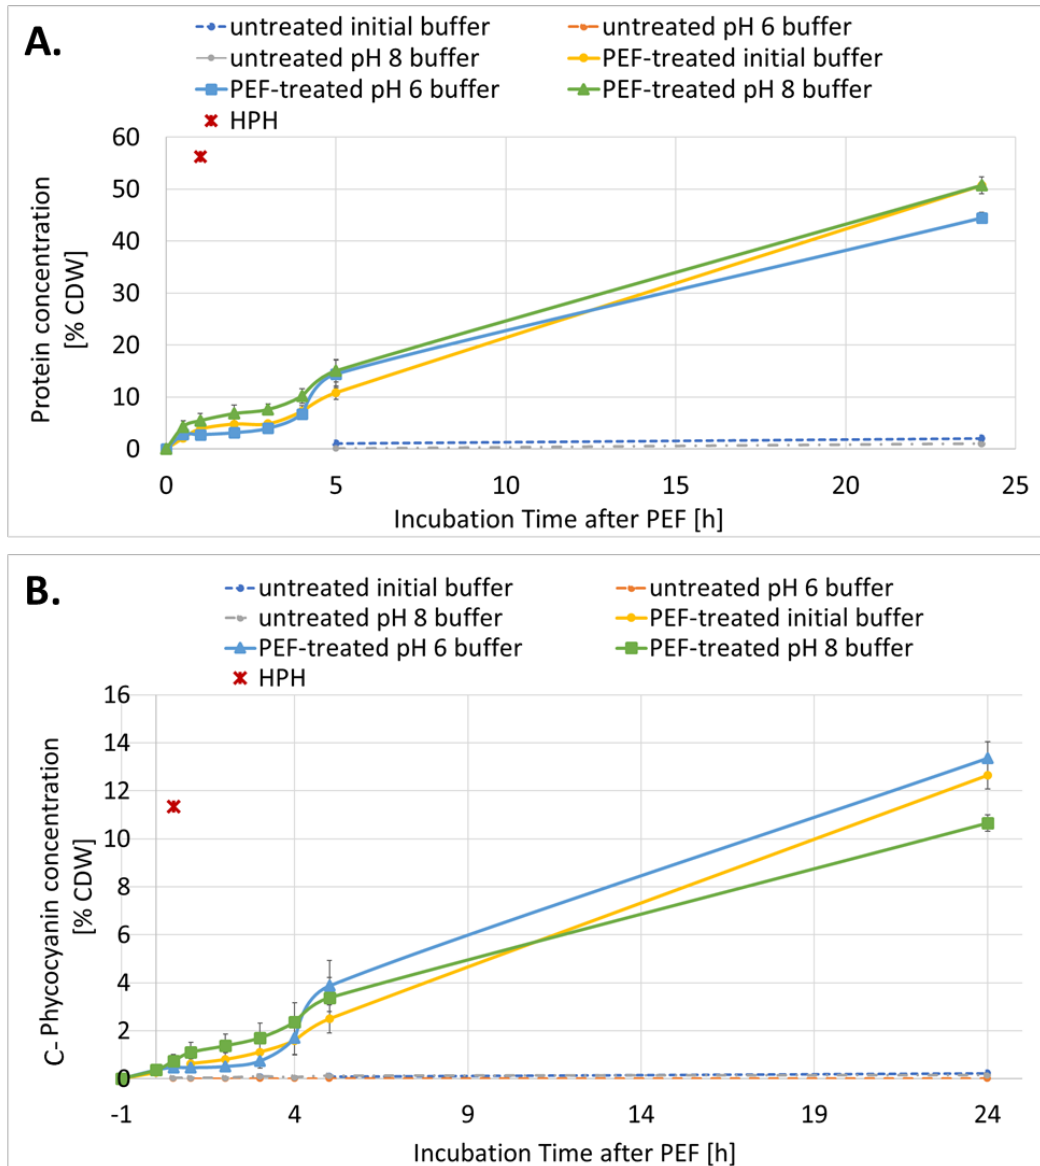 A.
untreated initial buffer
untreated pH 6 buffer
untreated pH 8 buffer
PEF-treated initial buffer
PEF-treated pH 6 buffer
PEF-treated pH 8 buffer
HPH
Protein concentration
[% CDW]
60
50
40
30
20
10
0
0 5 10 15 20 25
Incubation Time after PEF [h]
B.
untreated initial buffer
untreated pH 6 buffer
untreated pH 8 buffer
PEF-treated initial buffer
PEF-treated pH 6 buffer
PEF-treated pH 8 buffer
HPH
C-Phycocyanin concentration
[% CDW]
16
14
12
10
8
6
4
2
0
-1 4 9 14 19 24
Incubation Time after PEF [h]